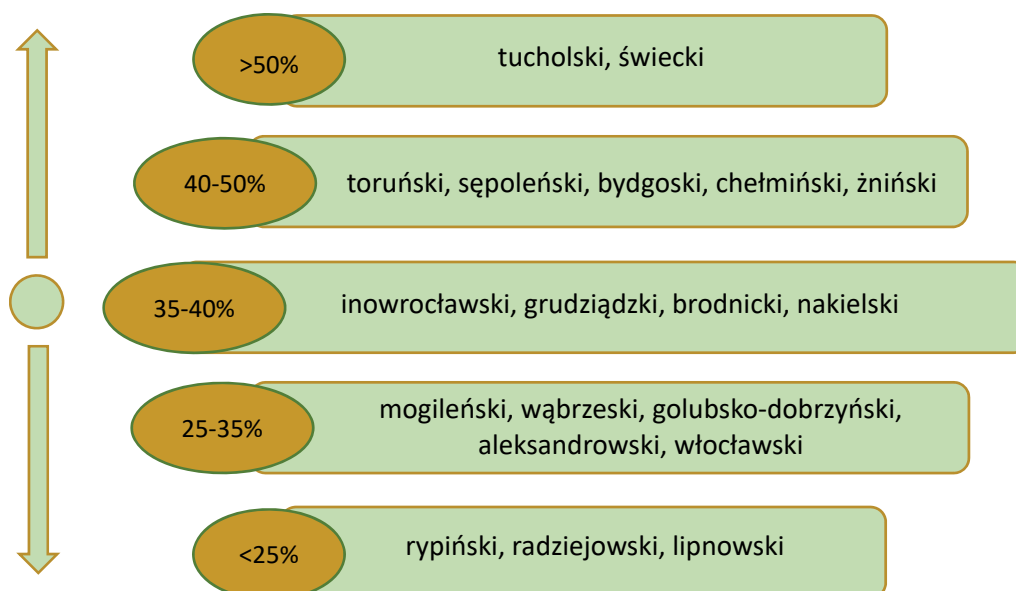 >50%
tucholski, świecki
40-50%
toruński, sępoleński, bydgoski, chełmiński, żniński
35-40%
inowrocławski, grudziądzki, brodnicki, nakielski
25-35%
mogileński, wąbrzeski, golubsko-dobrzyński,
aleksandrowski, włocławski
<25%
rypiński, radziejowski, lipnowski